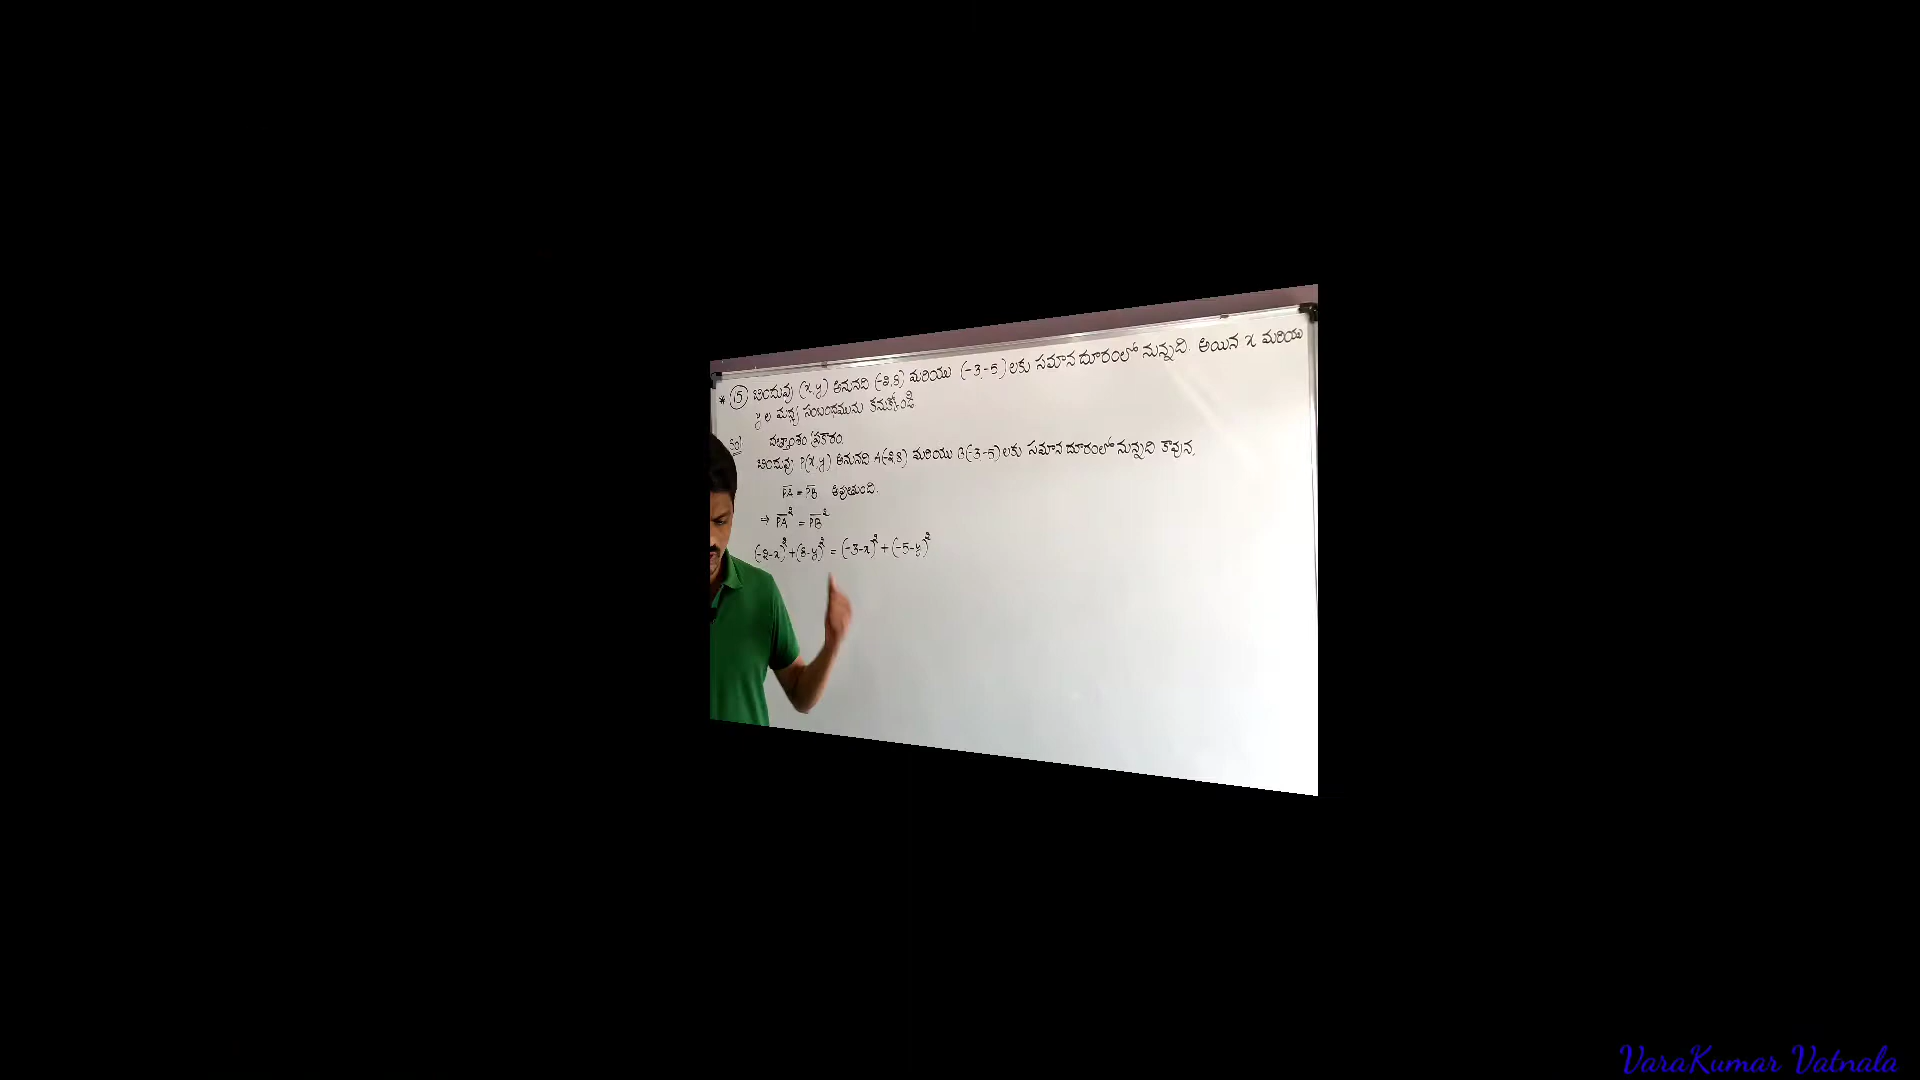 * 15 బిందువు (x,y) అనునది (-2,8) మరియు (-3,-5) లకు సమాన దూరంలో నున్నది. అయిన x మరియు
y ల మధ్య సంబంధమును కనుక్కోండి
Sol: దత్తాంశం ప్రకారం.
బిందువు P(x,y) అనునది A(-2,8) మరియు B(-3,-5) లకు సమాన దూరంలో నున్నది కావున,
PA = PB అవుతుంది.
⇒ PA² = PB²
(-2-x)² + (8-y)² = (-3-x)² + (-5-y)²
VaraKumar Vatnala